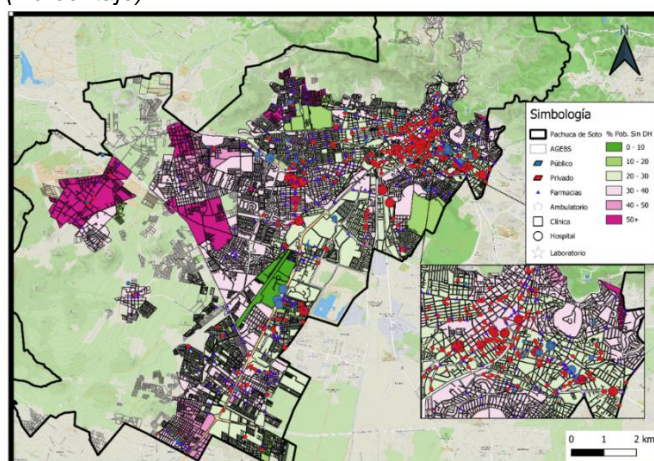 N
Simbología
Pachuca de Soto
AGEBS
Público
Privado
Farmacias
Ambulatorio
Clínica
Hospital
Laboratorio
% Pob. Sin DH
0 - 10
10 - 20
20 - 30
30 - 40
40 - 50
50+
0 1 2 km